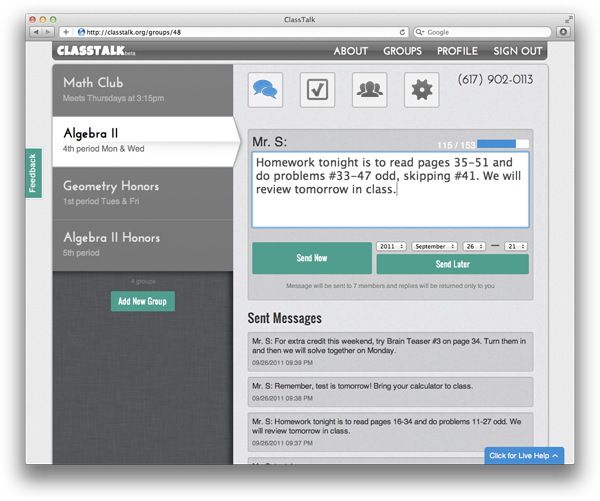 ClassTalk
http://classtalk.org/groups/48
Google
CLASSTALK beta
ABOUT GROUPS PROFILE SIGN OUT
Math Club
Meets Thursdays at 3:15pm
Algebra II
4th period Mon & Wed
Geometry Honors
1st period Tues & Fri
Algebra II Honors
5th period
4 groups
Add New Group
Feedback
(617) 902-0113
Mr. S:
115 / 153
Homework tonight is to read pages 35-51 and
do problems #33-47 odd, skipping #41. We will
review tomorrow in class.
Send Now
2011 September 26 — 21
Send Later
Message will be sent to 7 members and replies will be returned only to you
Sent Messages
Mr. S: For extra credit this weekend, try Brain Teaser #3 on page 34. Turn them in
and then we will solve together on Monday.
09/26/2011 09:39 PM
Mr. S: Remember, test is tomorrow! Bring your calculator to class.
09/26/2011 09:38 PM
Mr. S: Homework tonight is to read pages 16-34 and do problems 11-27 odd. We
will review tomorrow in class.
09/26/2011 09:37 PM
Click for Live Help